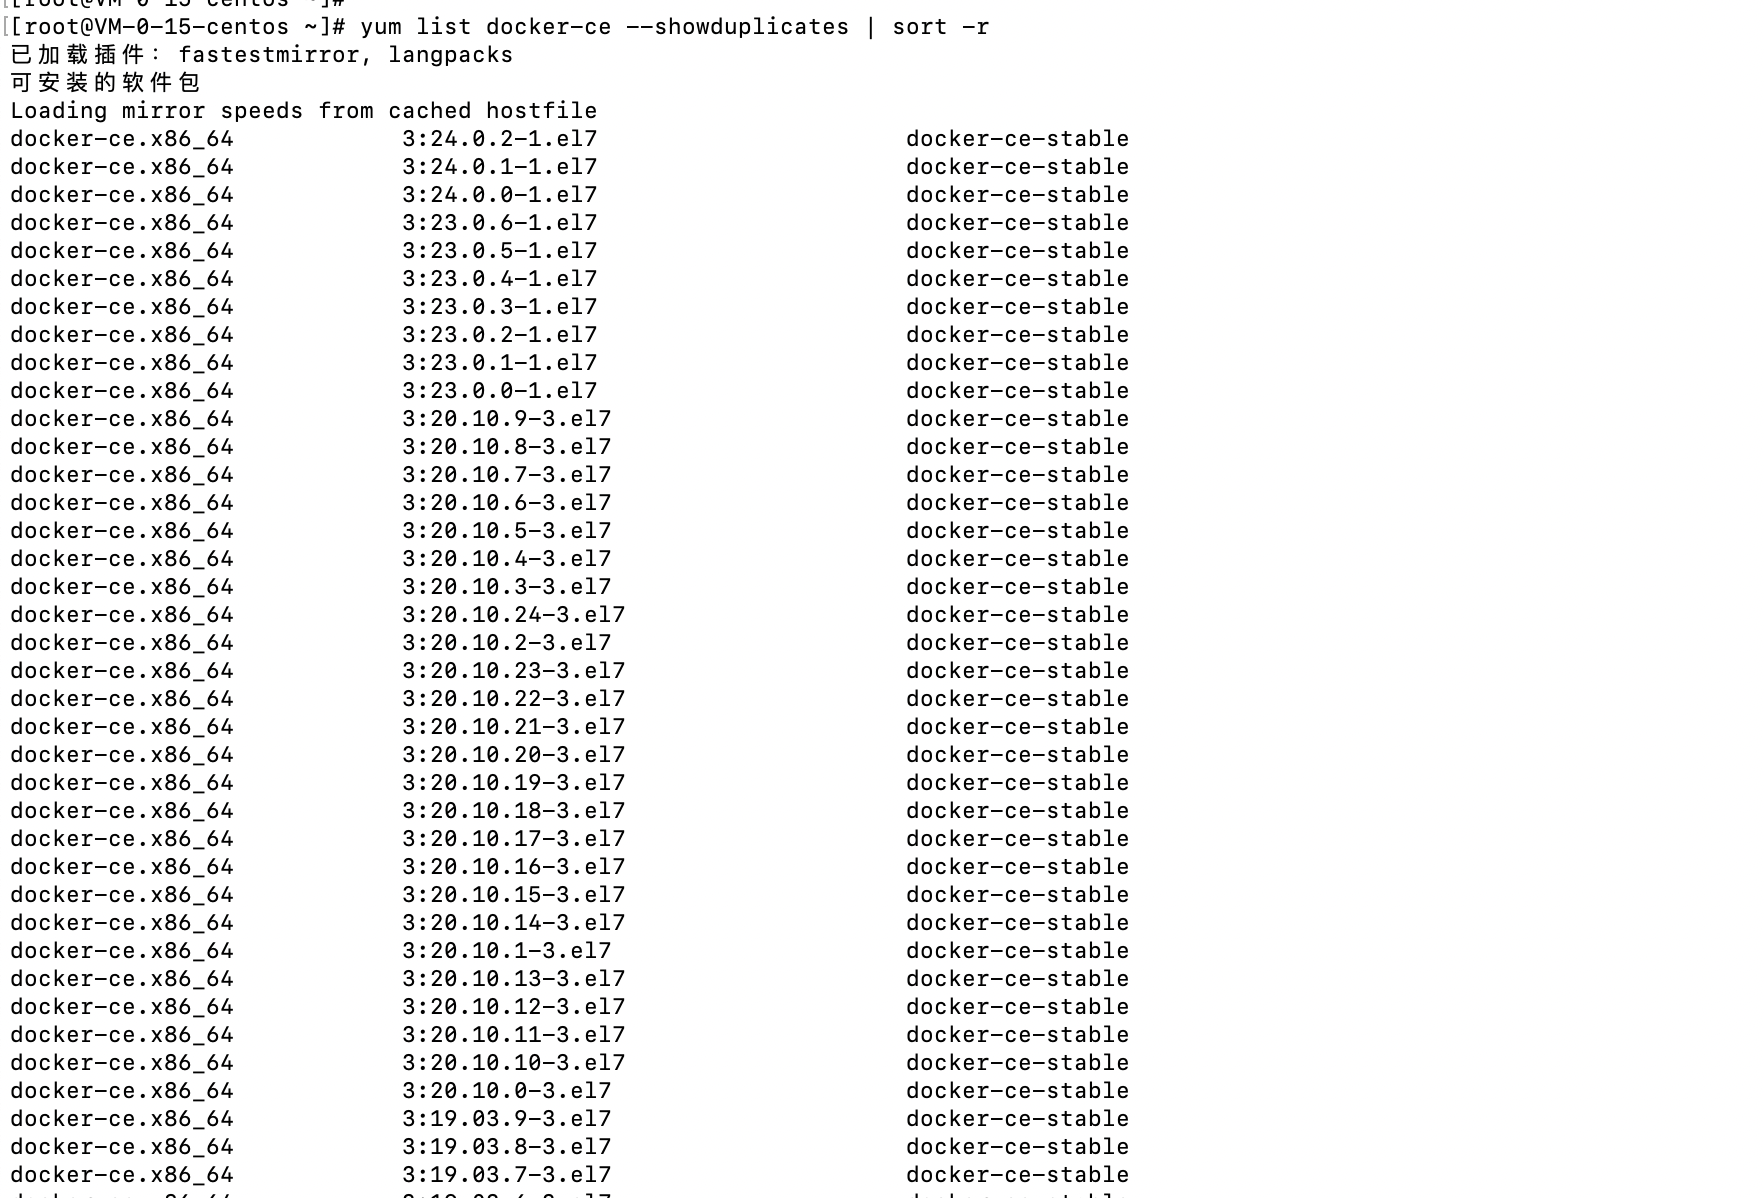 [[root@VM-0-15-centos ~]#
[[root@VM-0-15-centos ~]# yum list docker-ce --showduplicates | sort -r
已加载插件：fastestmirror, langpacks
可安装的软件包
Loading mirror speeds from cached hostfile
docker-ce.x86_64 3:24.0.2-1.el7 docker-ce-stable
docker-ce.x86_64 3:24.0.1-1.el7 docker-ce-stable
docker-ce.x86_64 3:24.0.0-1.el7 docker-ce-stable
docker-ce.x86_64 3:23.0.6-1.el7 docker-ce-stable
docker-ce.x86_64 3:23.0.5-1.el7 docker-ce-stable
docker-ce.x86_64 3:23.0.4-1.el7 docker-ce-stable
docker-ce.x86_64 3:23.0.3-1.el7 docker-ce-stable
docker-ce.x86_64 3:23.0.2-1.el7 docker-ce-stable
docker-ce.x86_64 3:23.0.1-1.el7 docker-ce-stable
docker-ce.x86_64 3:23.0.0-1.el7 docker-ce-stable
docker-ce.x86_64 3:20.10.9-3.el7 docker-ce-stable
docker-ce.x86_64 3:20.10.8-3.el7 docker-ce-stable
docker-ce.x86_64 3:20.10.7-3.el7 docker-ce-stable
docker-ce.x86_64 3:20.10.6-3.el7 docker-ce-stable
docker-ce.x86_64 3:20.10.5-3.el7 docker-ce-stable
docker-ce.x86_64 3:20.10.4-3.el7 docker-ce-stable
docker-ce.x86_64 3:20.10.3-3.el7 docker-ce-stable
docker-ce.x86_64 3:20.10.24-3.el7 docker-ce-stable
docker-ce.x86_64 3:20.10.2-3.el7 docker-ce-stable
docker-ce.x86_64 3:20.10.23-3.el7 docker-ce-stable
docker-ce.x86_64 3:20.10.22-3.el7 docker-ce-stable
docker-ce.x86_64 3:20.10.21-3.el7 docker-ce-stable
docker-ce.x86_64 3:20.10.20-3.el7 docker-ce-stable
docker-ce.x86_64 3:20.10.19-3.el7 docker-ce-stable
docker-ce.x86_64 3:20.10.18-3.el7 docker-ce-stable
docker-ce.x86_64 3:20.10.17-3.el7 docker-ce-stable
docker-ce.x86_64 3:20.10.16-3.el7 docker-ce-stable
docker-ce.x86_64 3:20.10.15-3.el7 docker-ce-stable
docker-ce.x86_64 3:20.10.14-3.el7 docker-ce-stable
docker-ce.x86_64 3:20.10.1-3.el7 docker-ce-stable
docker-ce.x86_64 3:20.10.13-3.el7 docker-ce-stable
docker-ce.x86_64 3:20.10.12-3.el7 docker-ce-stable
docker-ce.x86_64 3:20.10.11-3.el7 docker-ce-stable
docker-ce.x86_64 3:20.10.10-3.el7 docker-ce-stable
docker-ce.x86_64 3:20.10.0-3.el7 docker-ce-stable
docker-ce.x86_64 3:19.03.9-3.el7 docker-ce-stable
docker-ce.x86_64 3:19.03.8-3.el7 docker-ce-stable
docker-ce.x86_64 3:19.03.7-3.el7 docker-ce-stable